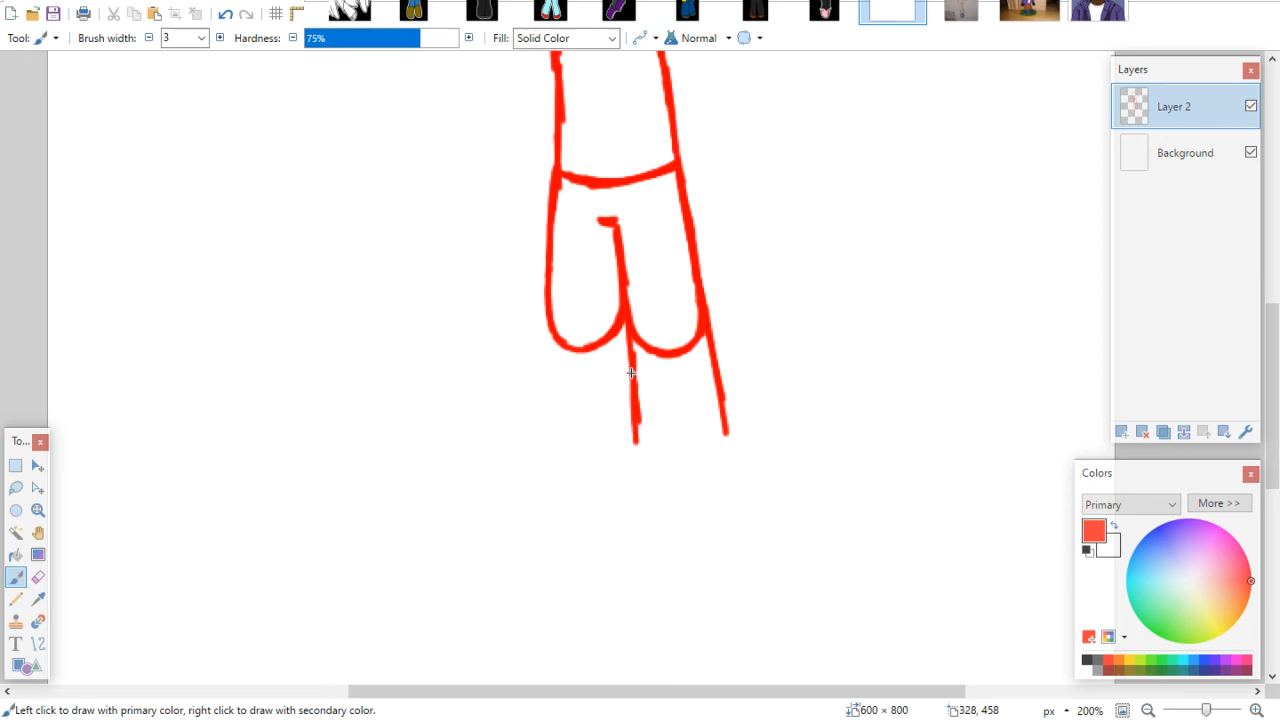 Tool:
Brush width: 3
Hardness: 75%
Fill: Solid Color
Normal
Layers
Layer 2
Background
To...
Colors
Primary
More >>
T
Left click to draw with primary color, right click to draw with secondary color.
600 × 800
328, 458
px
200%